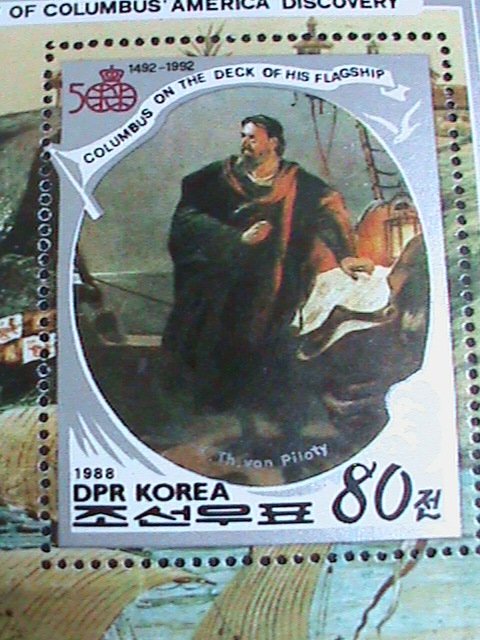 OF COLUMBUS' AMERICA DISCOVERY
500
1492-1992
COLUMBUS ON THE DECK OF HIS FLAGSHIP
Th. von Piloty
1988
DPR KOREA
조선우표
80전